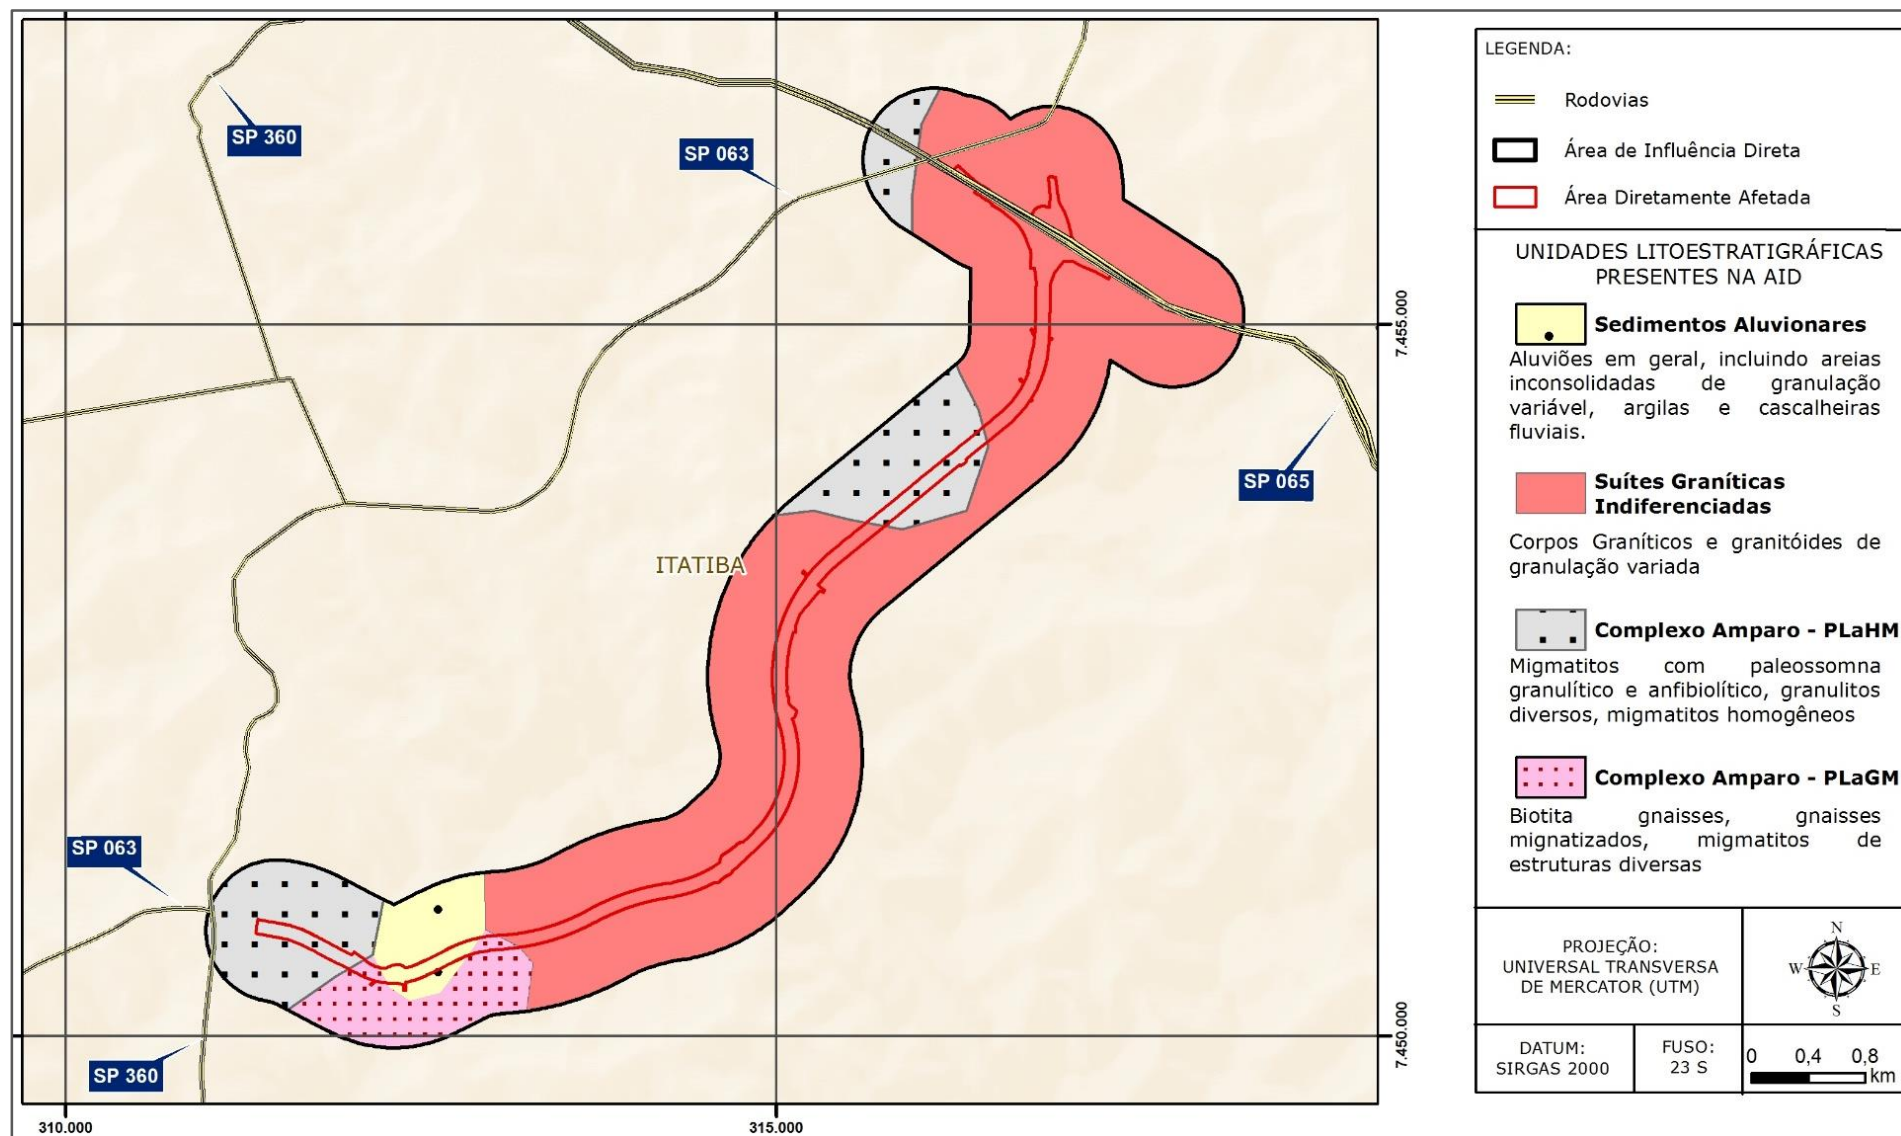 SP 360
SP 063
SP 065
ITATIBA
SP 063
SP 360
7.455.000
7.450.000
310.000
315.000
LEGENDA:
Rodovias
Área de Influência Direta
Área Diretamente Afetada
UNIDADES LITOESTRATIGRÁFICAS
PRESENTES NA AID
Sedimentos Aluvionares
Aluviões em geral, incluindo areias
inconsolidadas de granulação
variável, argilas e cascalheiras
fluviais.
Suítes Graníticas
Indiferenciadas
Corpos Graníticos e granitóides de
granulação variada
Complexo Amparo - PLaHM
Migmatitos com paleossomna
granulítico e anfibiolítico, granulitos
diversos, migmatitos homogêneos
Complexo Amparo - PLaGM
Biotita gnaisses, gnaisses
mignatizados, migmatitos de
estruturas diversas
PROJEÇÃO:
UNIVERSAL TRANSVERSA
DE MERCATOR (UTM)
N
W E
S
DATUM:
SIRGAS 2000
FUSO:
23 S
0 0,4 0,8
km